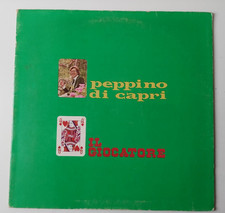 peppino
di capri
IL
GIOCATORE